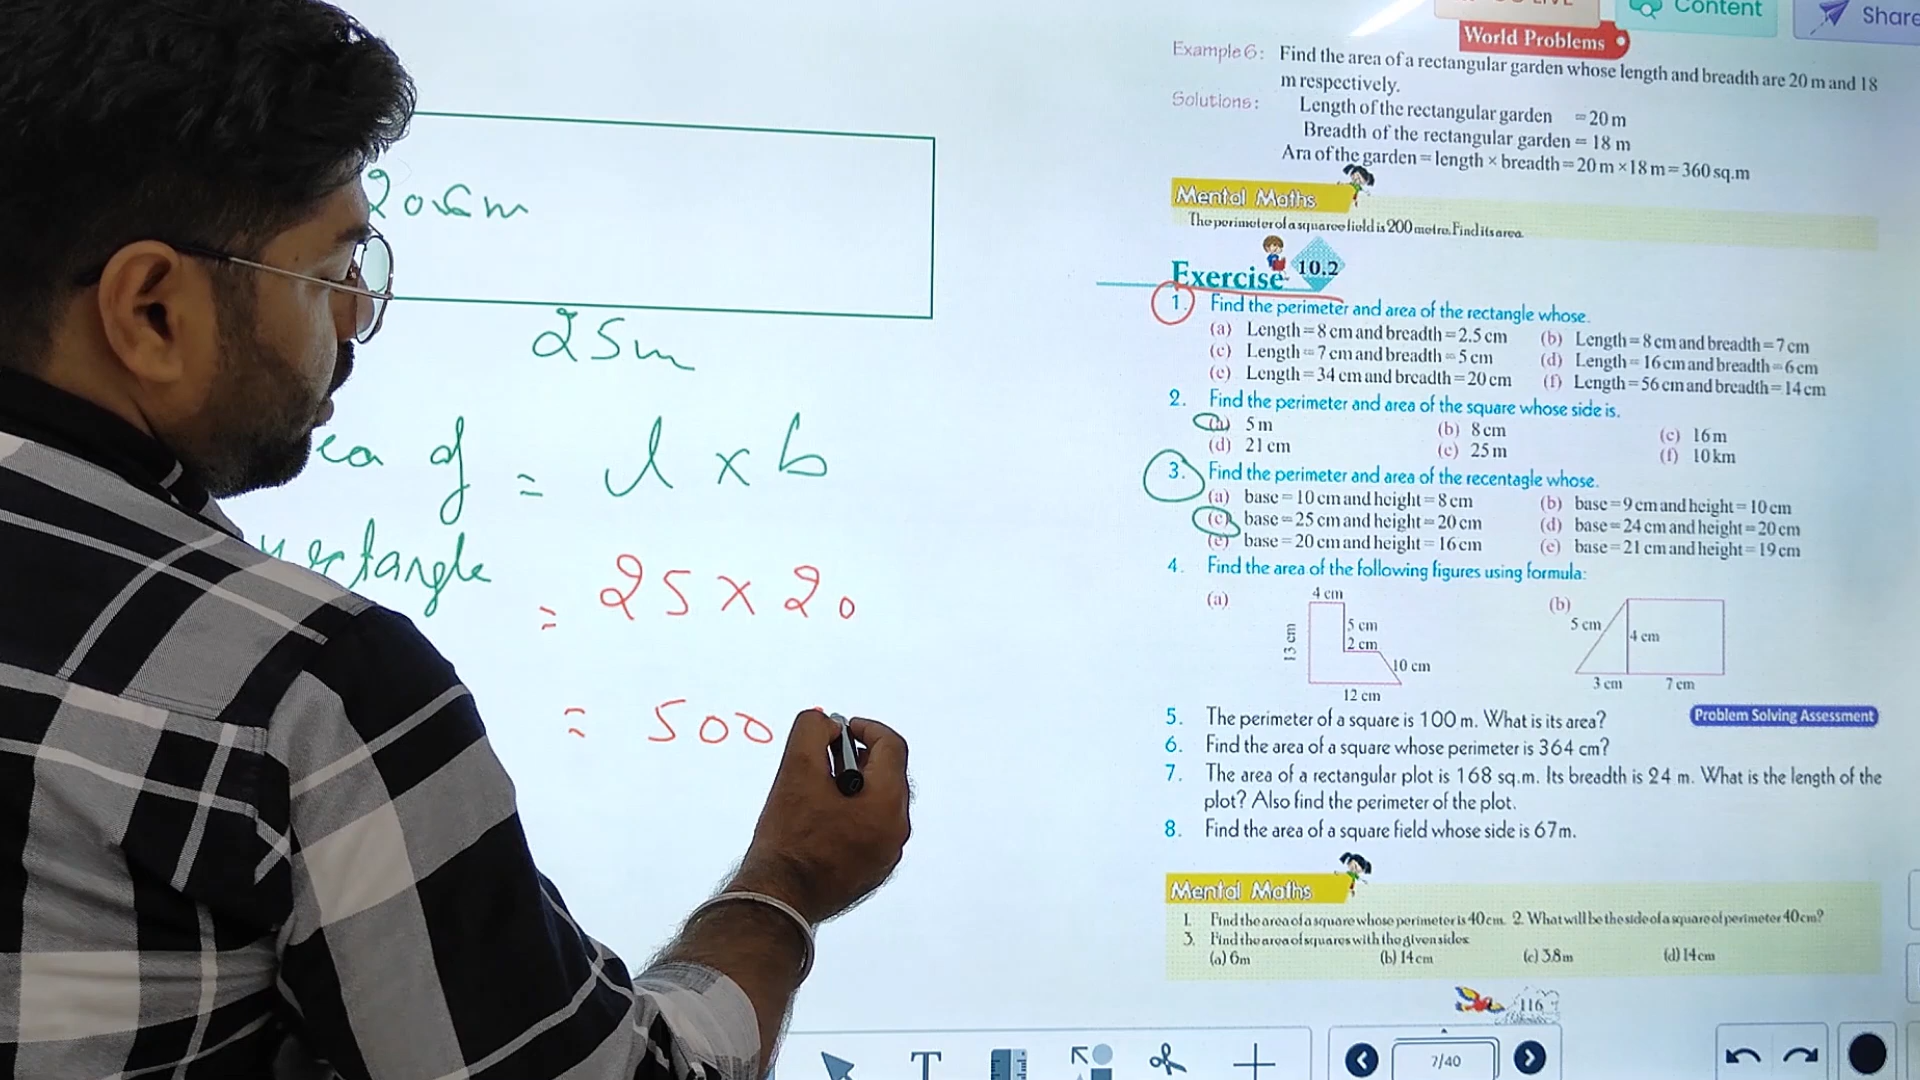 20cm
25m
ea of = l x b
rectangle = 25 x 20
= 500
Content
Share
World Problems
Example 6: Find the area of a rectangular garden whose length and breadth are 20 m and 18
m respectively.
Solutions: Length of the rectangular garden = 20 m
Breadth of the rectangular garden = 18 m
Ara of the garden = length × breadth = 20 m × 18 m = 360 sq.m
Mental Maths
The perimeter of a squaree field is 200 metre. Find its area.
Exercise 10.2
1. Find the perimeter and area of the rectangle whose.
(a) Length = 8 cm and breadth = 2.5 cm (b) Length = 8 cm and breadth = 7 cm
(c) Length = 7 cm and breadth = 5 cm (d) Length = 16 cm and breadth = 6 cm
(e) Length = 34 cm and breadth = 20 cm (f) Length = 56 cm and breadth = 14 cm
2. Find the perimeter and area of the square whose side is.
(a) 5 m (b) 8 cm (c) 16 m
(d) 21 cm (e) 25 m (f) 10 km
3. Find the perimeter and area of the recentagle whose.
(a) base = 10 cm and height = 8 cm (b) base = 9 cm and height = 10 cm
(c) base = 25 cm and height = 20 cm (d) base = 24 cm and height = 20 cm
(e) base = 20 cm and height = 16 cm (e) base = 21 cm and height = 19 cm
4. Find the area of the following figures using formula:
(a) 4 cm 13 cm 5 cm 2 cm 10 cm 12 cm
(b) 5 cm 4 cm 3 cm 7 cm
5. The perimeter of a square is 100 m. What is its area? Problem Solving Assessment
6. Find the area of a square whose perimeter is 364 cm?
7. The area of a rectangular plot is 168 sq.m. Its breadth is 24 m. What is the length of the
plot? Also find the perimeter of the plot.
8. Find the area of a square field whose side is 67m.
Mental Maths
1. Find the area of a square whose perimeter is 40 cm. 2. What will be the side of a square of perimeter 40 cm?
3. Find the area of squares with the given sides
(a) 6m (b) 14 cm (c) 3.8m (d) 14 cm
116
T
7/40